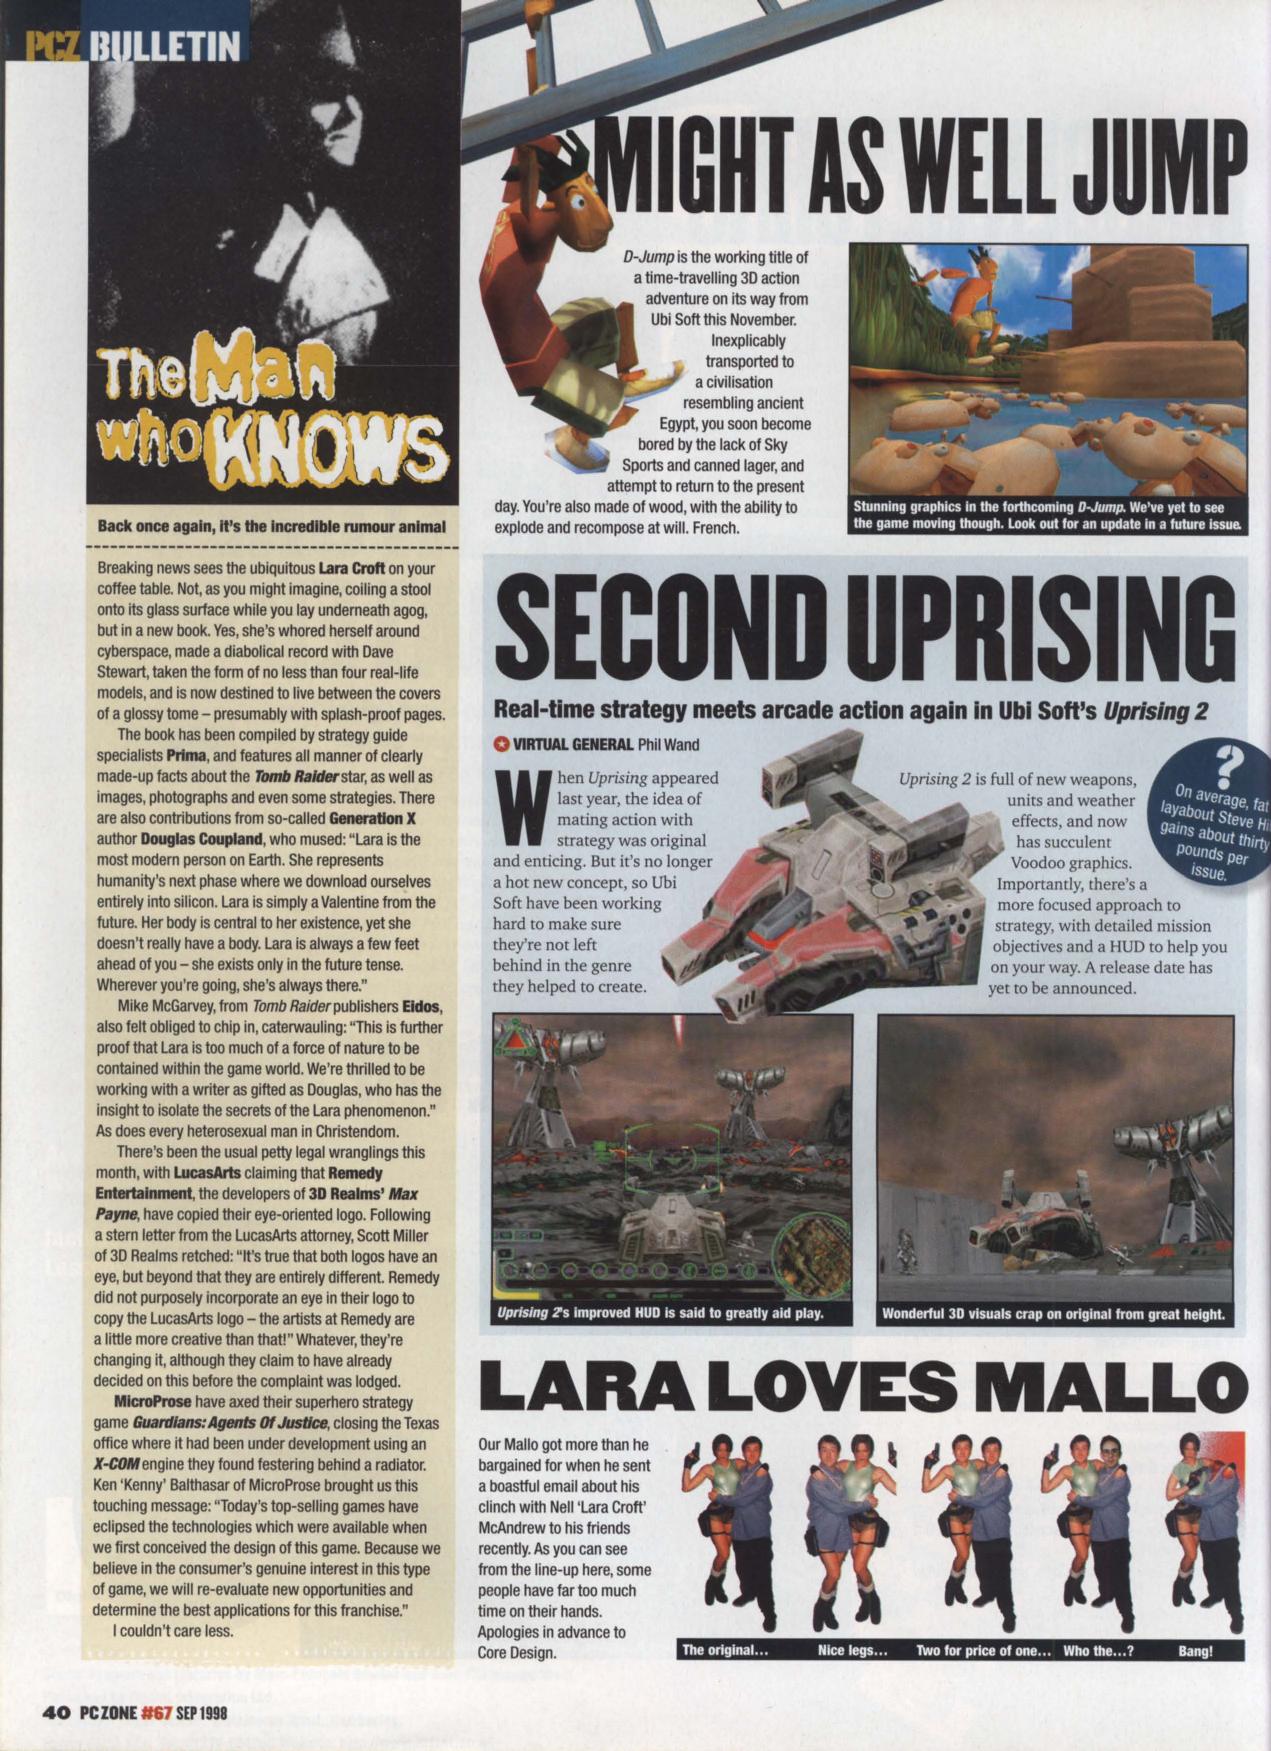 PCZ BULLETIN
The Man
who KNOWS
Back once again, it's the incredible rumour animal
Breaking news sees the ubiquitous Lara Croft on your
coffee table. Not, as you might imagine, coiling a stool
onto its glass surface while you lay underneath agog,
but in a new book. Yes, she's whored herself around
cyberspace, made a diabolical record with Dave
Stewart, taken the form of no less than four real-life
models, and is now destined to live between the covers
of a glossy tome – presumably with splash-proof pages.
The book has been compiled by strategy guide
specialists Prima, and features all manner of clearly
made-up facts about the Tomb Raider star, as well as
images, photographs and even some strategies. There
are also contributions from so-called Generation X
author Douglas Coupland, who mused: "Lara is the
most modern person on Earth. She represents
humanity's next phase where we download ourselves
entirely into silicon. Lara is simply a Valentine from the
future. Her body is central to her existence, yet she
doesn't really have a body. Lara is always a few feet
ahead of you – she exists only in the future tense.
Wherever you're going, she's always there."
Mike McGarvey, from Tomb Raider publishers Eidos,
also felt obliged to chip in, caterwauling: "This is further
proof that Lara is too much of a force of nature to be
contained within the game world. We're thrilled to be
working with a writer as gifted as Douglas, who has the
insight to isolate the secrets of the Lara phenomenon."
As does every heterosexual man in Christendom.
There's been the usual petty legal wranglings this
month, with LucasArts claiming that Remedy
Entertainment, the developers of 3D Realms' Max
Payne, have copied their eye-oriented logo. Following
a stern letter from the LucasArts attorney, Scott Miller
of 3D Realms retched: "It's true that both logos have an
eye, but beyond that they are entirely different. Remedy
did not purposely incorporate an eye in their logo to
copy the LucasArts logo – the artists at Remedy are
a little more creative than that!" Whatever, they're
changing it, although they claim to have already
decided on this before the complaint was lodged.
MicroProse have axed their superhero strategy
game Guardians: Agents Of Justice, closing the Texas
office where it had been under development using an
X-COM engine they found festering behind a radiator.
Ken 'Kenny' Balthasar of MicroProse brought us this
touching message: "Today's top-selling games have
eclipsed the technologies which were available when
we first conceived the design of this game. Because we
believe in the consumer's genuine interest in this type
of game, we will re-evaluate new opportunities and
determine the best applications for this franchise."
I couldn't care less.
MIGHT AS WELL JUMP
D-Jump is the working title of
a time-travelling 3D action
adventure on its way from
Ubi Soft this November.
Inexplicably
transported to
a civilisation
resembling ancient
Egypt, you soon become
bored by the lack of Sky
Sports and canned lager, and
attempt to return to the present
day. You're also made of wood, with the ability to
explode and recompose at will. French.
Stunning graphics in the forthcoming D-Jump. We've yet to see
the game moving though. Look out for an update in a future issue.
SECOND UPRISING
Real-time strategy meets arcade action again in Ubi Soft's Uprising 2
VIRTUAL GENERAL Phil Wand
When Uprising appeared
last year, the idea of
mating action with
strategy was original
and enticing. But it's no longer
a hot new concept, so Ubi
Soft have been working
hard to make sure
they're not left
behind in the genre
they helped to create.
Uprising 2 is full of new weapons,
units and weather
effects, and now
has succulent
Voodoo graphics.
Importantly, there's a
more focused approach to
strategy, with detailed mission
objectives and a HUD to help you
on your way. A release date has
yet to be announced.
?
On average, fat
layabout Steve Hi
gains about thirty
pounds per
issue.
Uprising 2's improved HUD is said to greatly aid play.
Wonderful 3D visuals crap on original from great height.
LARA LOVES MALLO
Our Mallo got more than he
bargained for when he sent
a boastful email about his
clinch with Nell 'Lara Croft'
McAndrew to his friends
recently. As you can see
from the line-up here, some
people have far too much
time on their hands.
Apologies in advance to
Core Design.
The original...
Nice legs...
Two for price of one...
Who the...?
Bang!
40 PC ZONE #67 SEP 1998